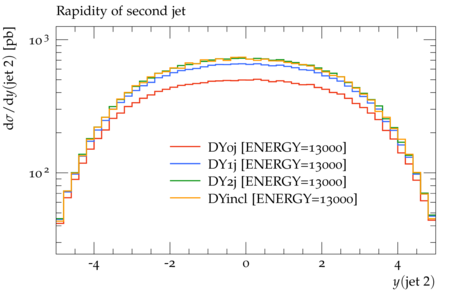 Rapidity of second jet
dσ/dy(jet 2) [pb]
10³
10²
DY0j [ENERGY=13000]
DY1j [ENERGY=13000]
DY2j [ENERGY=13000]
DYincl [ENERGY=13000]
-4 -2 0 2 4
y(jet 2)